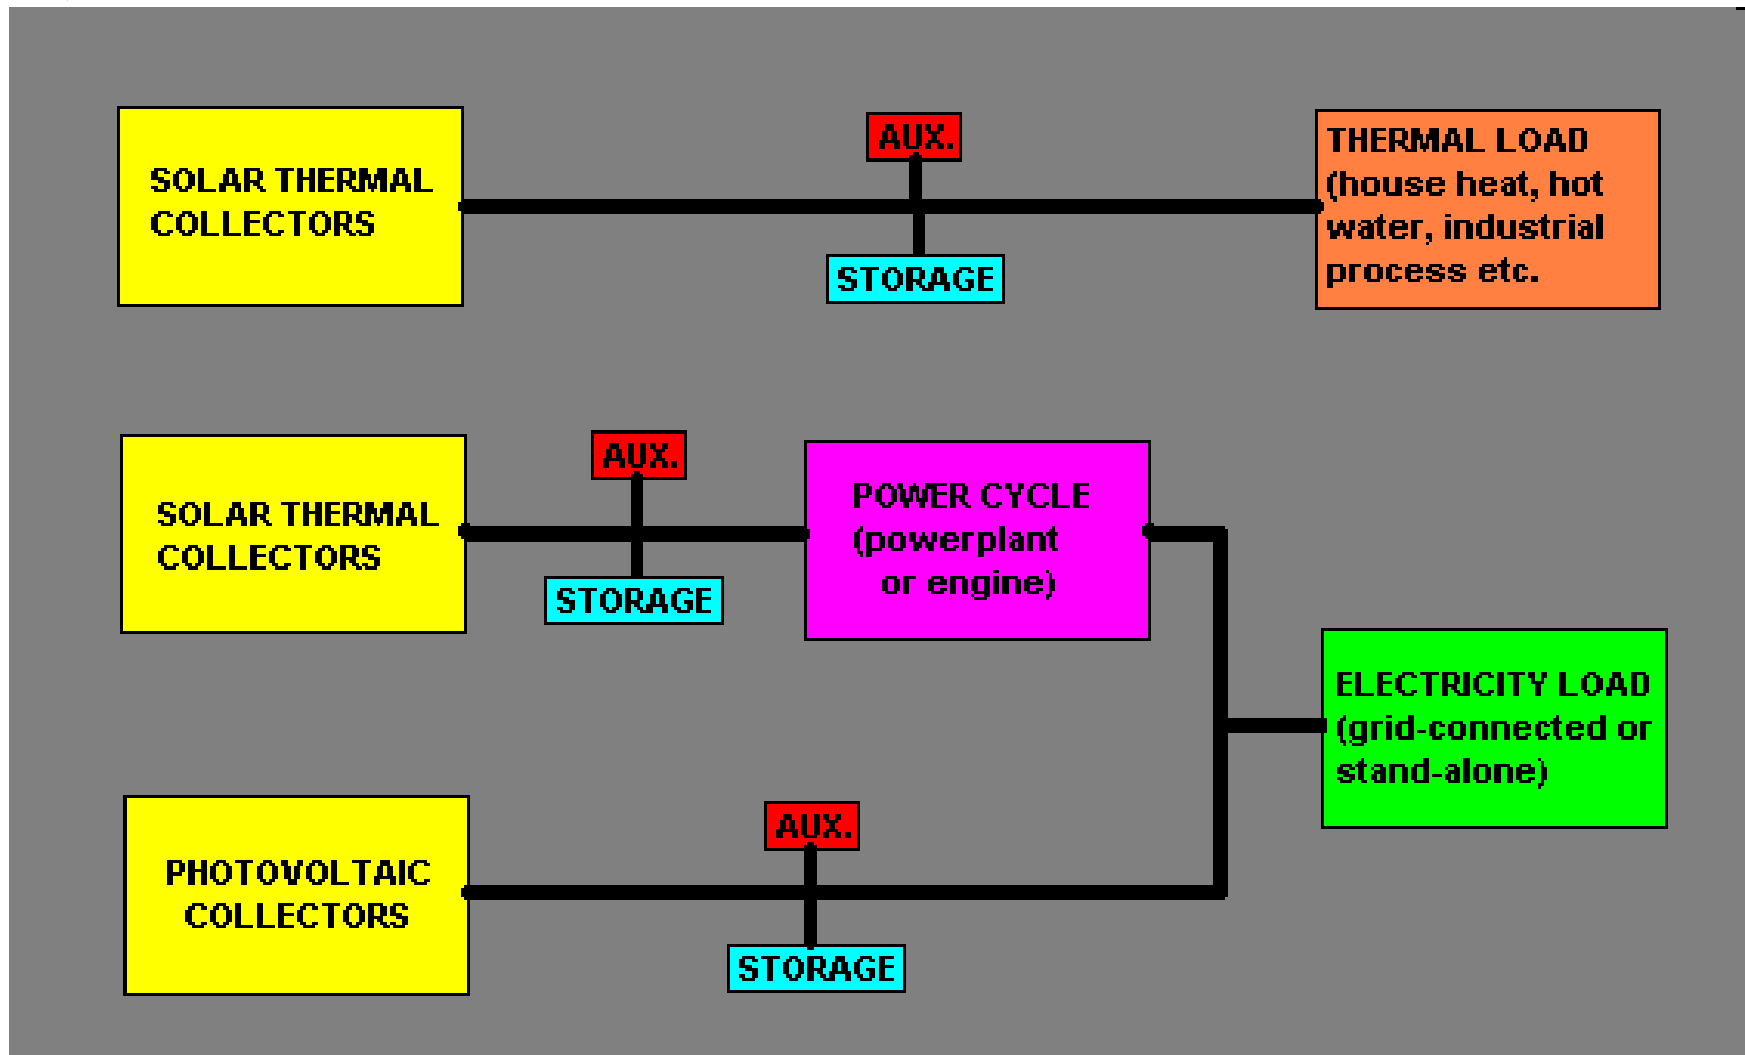 SOLAR THERMAL
COLLECTORS
AUX.
STORAGE
THERMAL LOAD
(house heat, hot
water, industrial
process etc.
SOLAR THERMAL
COLLECTORS
AUX.
STORAGE
POWER CYCLE
(powerplant
or engine)
ELECTRICITY LOAD
(grid-connected or
stand-alone)
PHOTOVOLTAIC
COLLECTORS
AUX.
STORAGE